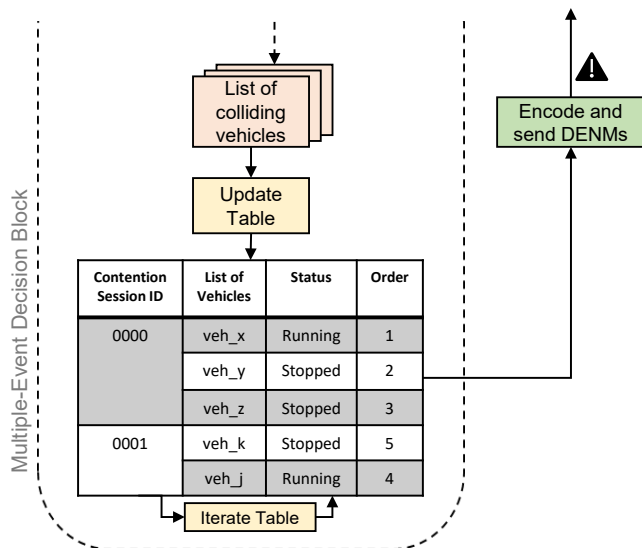 List of
colliding
vehicles
Encode and
send DENMs
Update
Table
Multiple-Event Decision Block
Contention
Session ID
List of
Vehicles
Status
Order
0000
veh_x
Running
1
veh_y
Stopped
2
veh_z
Stopped
3
0001
veh_k
Stopped
5
veh_j
Running
4
Iterate Table